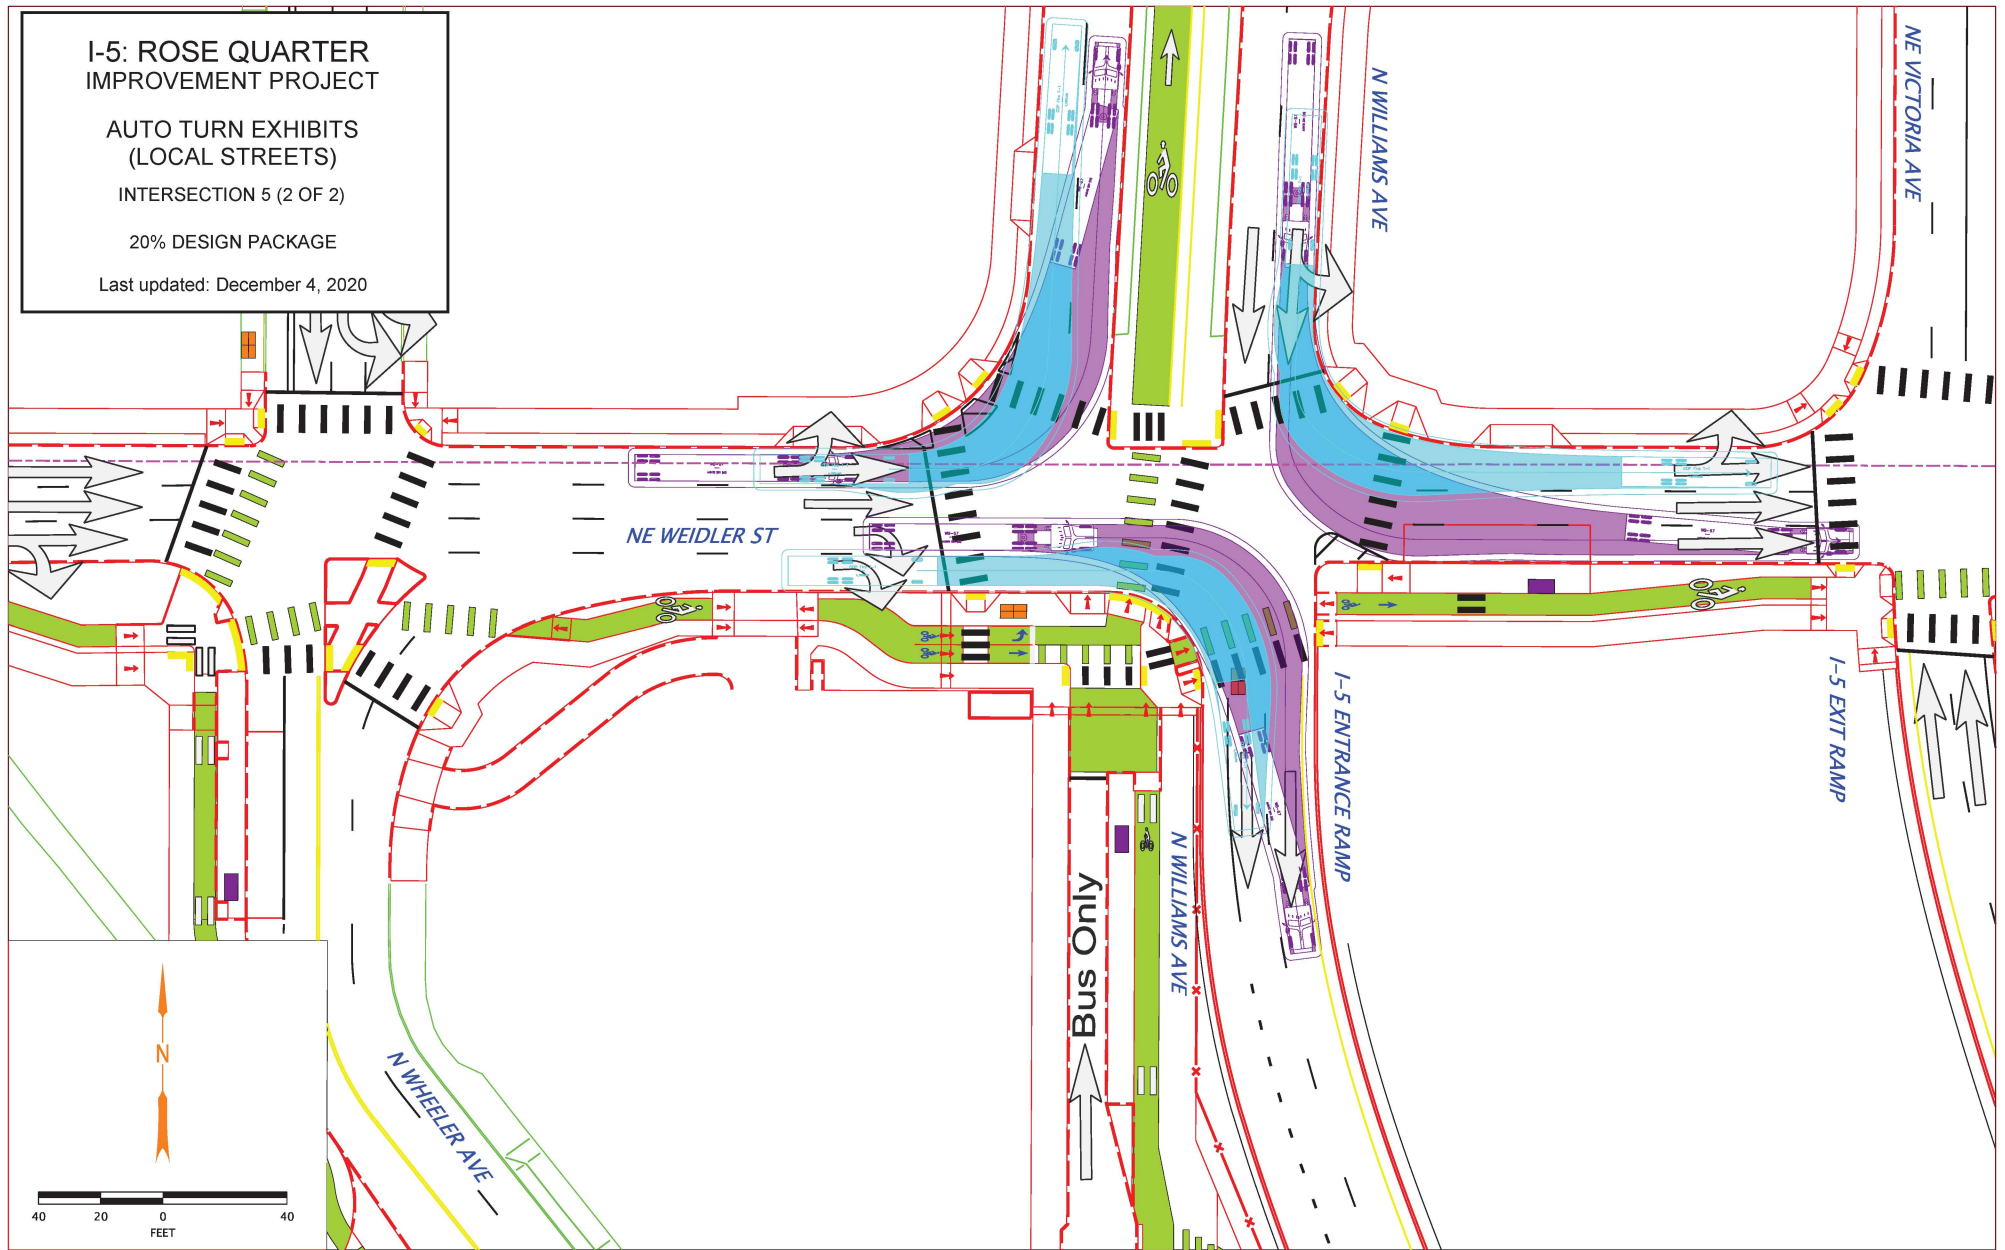 I-5: ROSE QUARTER
IMPROVEMENT PROJECT
AUTO TURN EXHIBITS
(LOCAL STREETS)
INTERSECTION 5 (2 OF 2)
20% DESIGN PACKAGE
Last updated: December 4, 2020
N WILLIAMS AVE
NE VICTORIA AVE
NE WEIDLER ST
I-5 ENTRANCE RAMP
I-5 EXIT RAMP
N WILLIAMS AVE
Bus Only
N WHEELER AVE
N
40 20 0 40
FEET